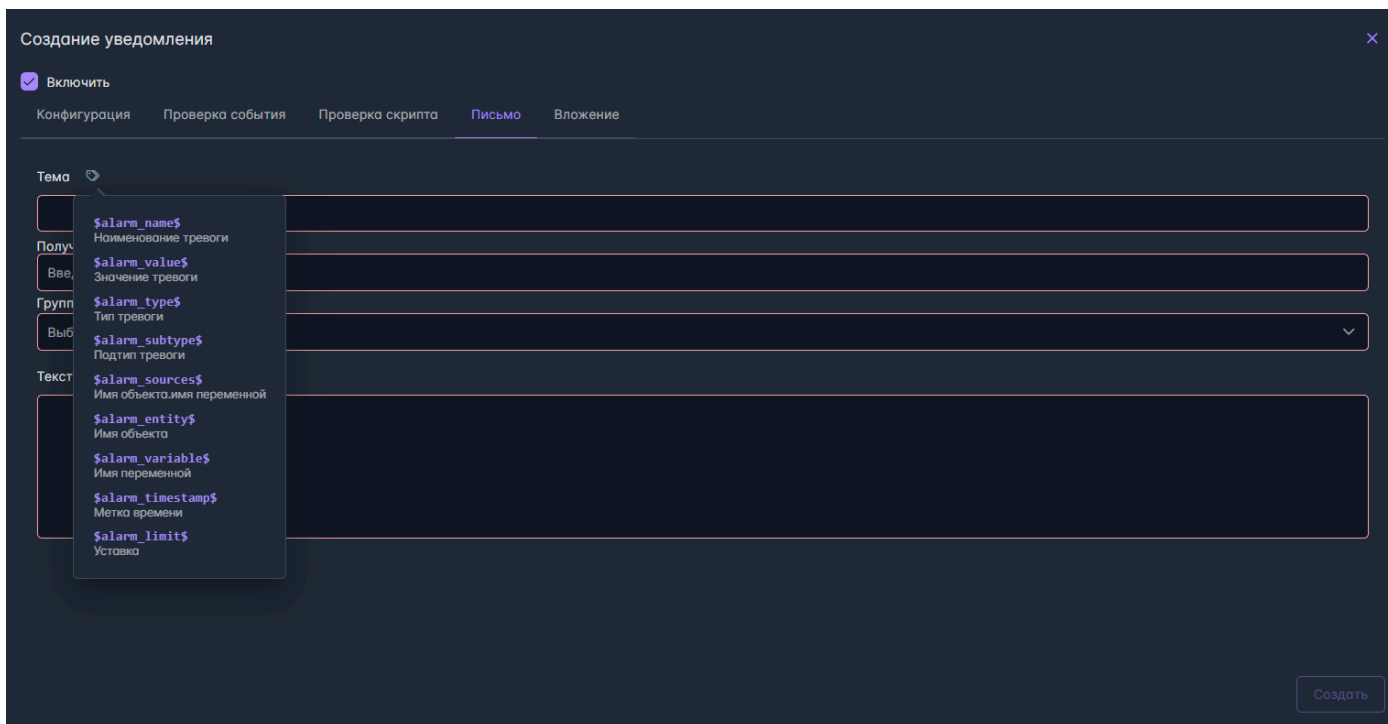 Создание уведомления
Включить
Конфигурация Проверка события Проверка скрипта Письмо Вложение
Тема
$alarm_name$
Наименование тревоги
$alarm_value$
Значение тревоги
$alarm_type$
Тип тревоги
$alarm_subtype$
Подтип тревоги
$alarm_sources$
Имя объекта.имя переменной
$alarm_entity$
Имя объекта
$alarm_variable$
Имя переменной
$alarm_timestamp$
Метка времени
$alarm_limit$
Уставка
Текст
Создать